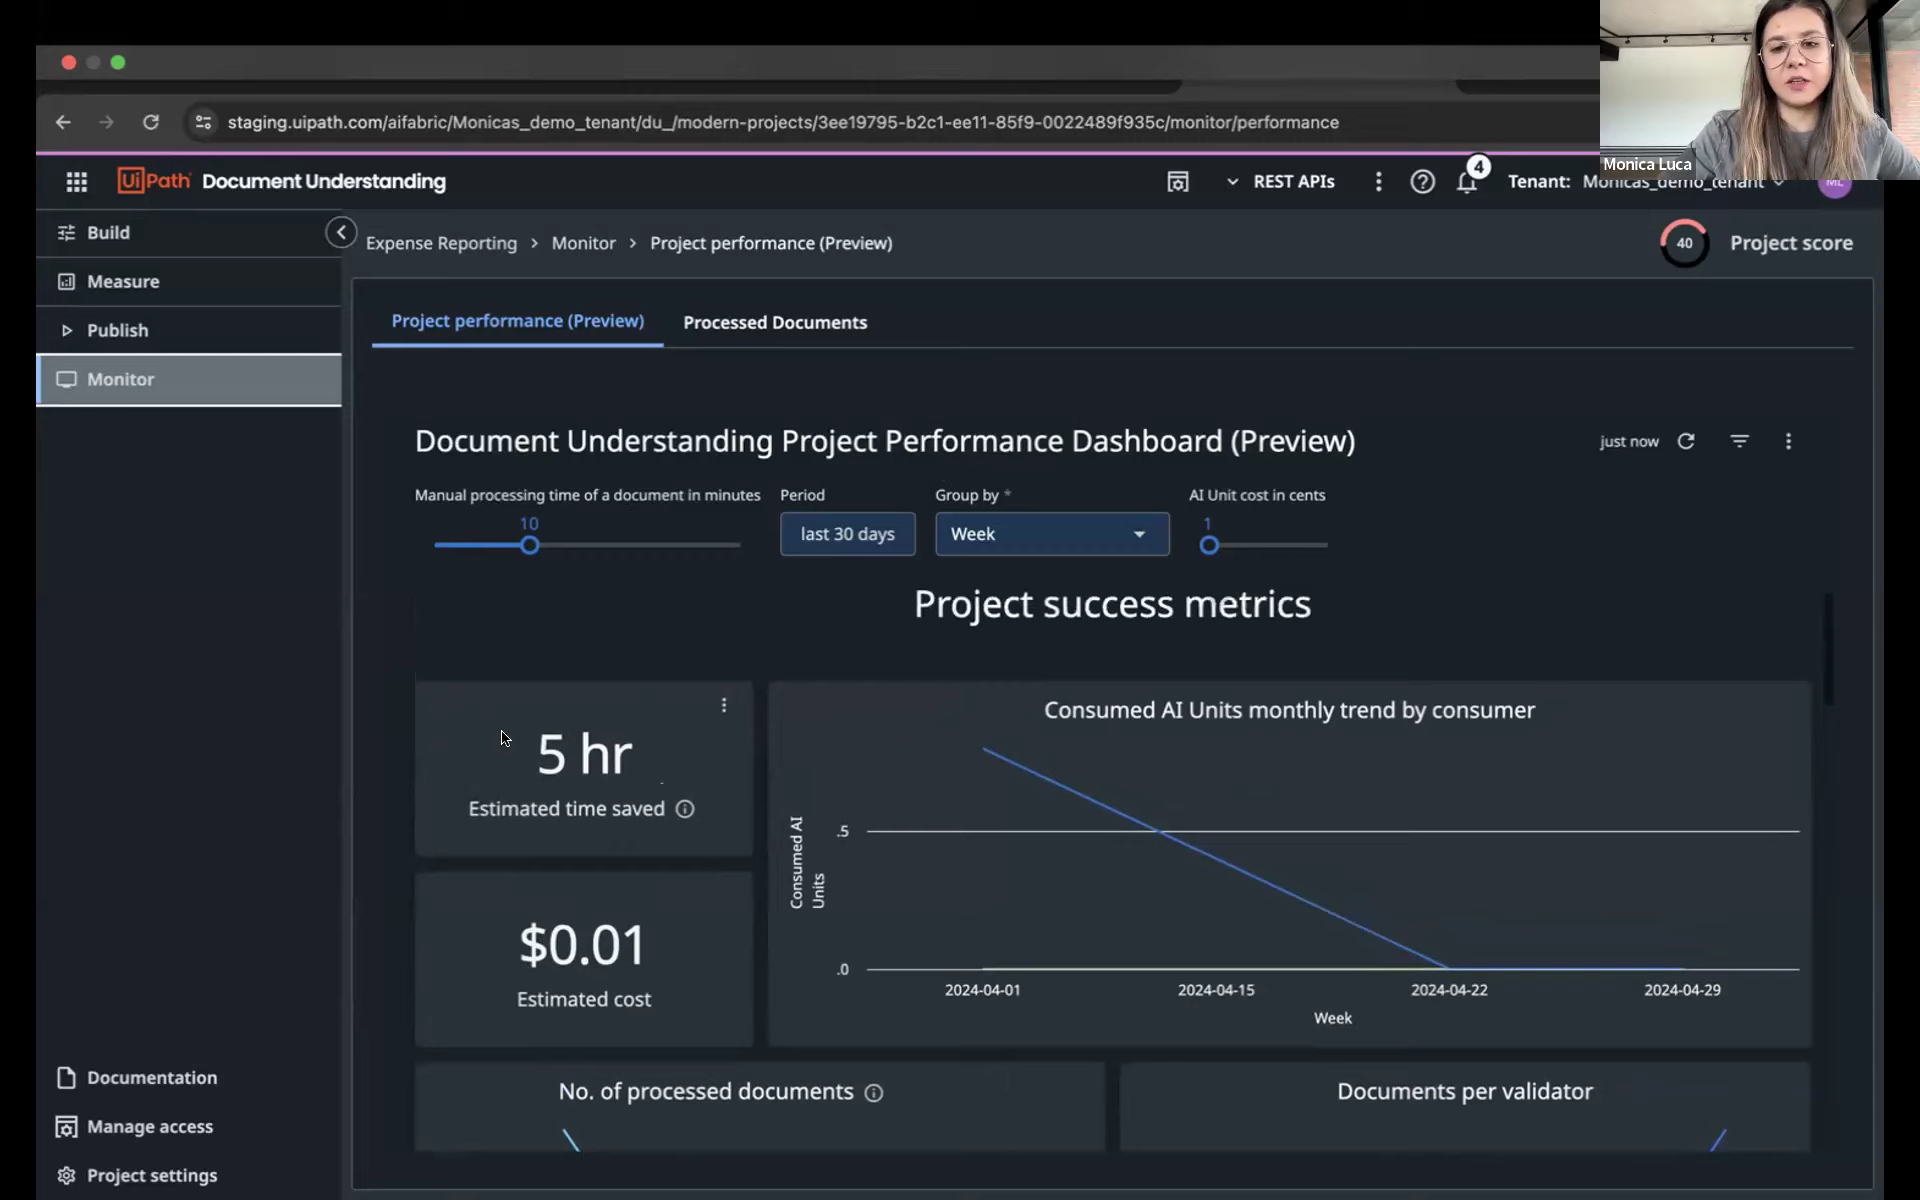 Monica Luca
staging.uipath.com/aifabric/Monicas_demo_tenant/du_/modern-projects/3ee19795-b2c1-ee11-85f9-0022489f935c/monitor/performance
UiPath Document Understanding
REST APIs
4
Tenant: Monicas_demo_tenant
ML
Build
Measure
Publish
Monitor
Expense Reporting > Monitor > Project performance (Preview)
40 Project score
Project performance (Preview)
Processed Documents
Document Understanding Project Performance Dashboard (Preview)
just now
Manual processing time of a document in minutes
10
Period
last 30 days
Group by *
Week
AI Unit cost in cents
1
Project success metrics
5 hr
Estimated time saved
$0.01
Estimated cost
Consumed AI Units monthly trend by consumer
Consumed AI
Units
.5
.0
2024-04-01
2024-04-15
2024-04-22
2024-04-29
Week
No. of processed documents
Documents per validator
Documentation
Manage access
Project settings